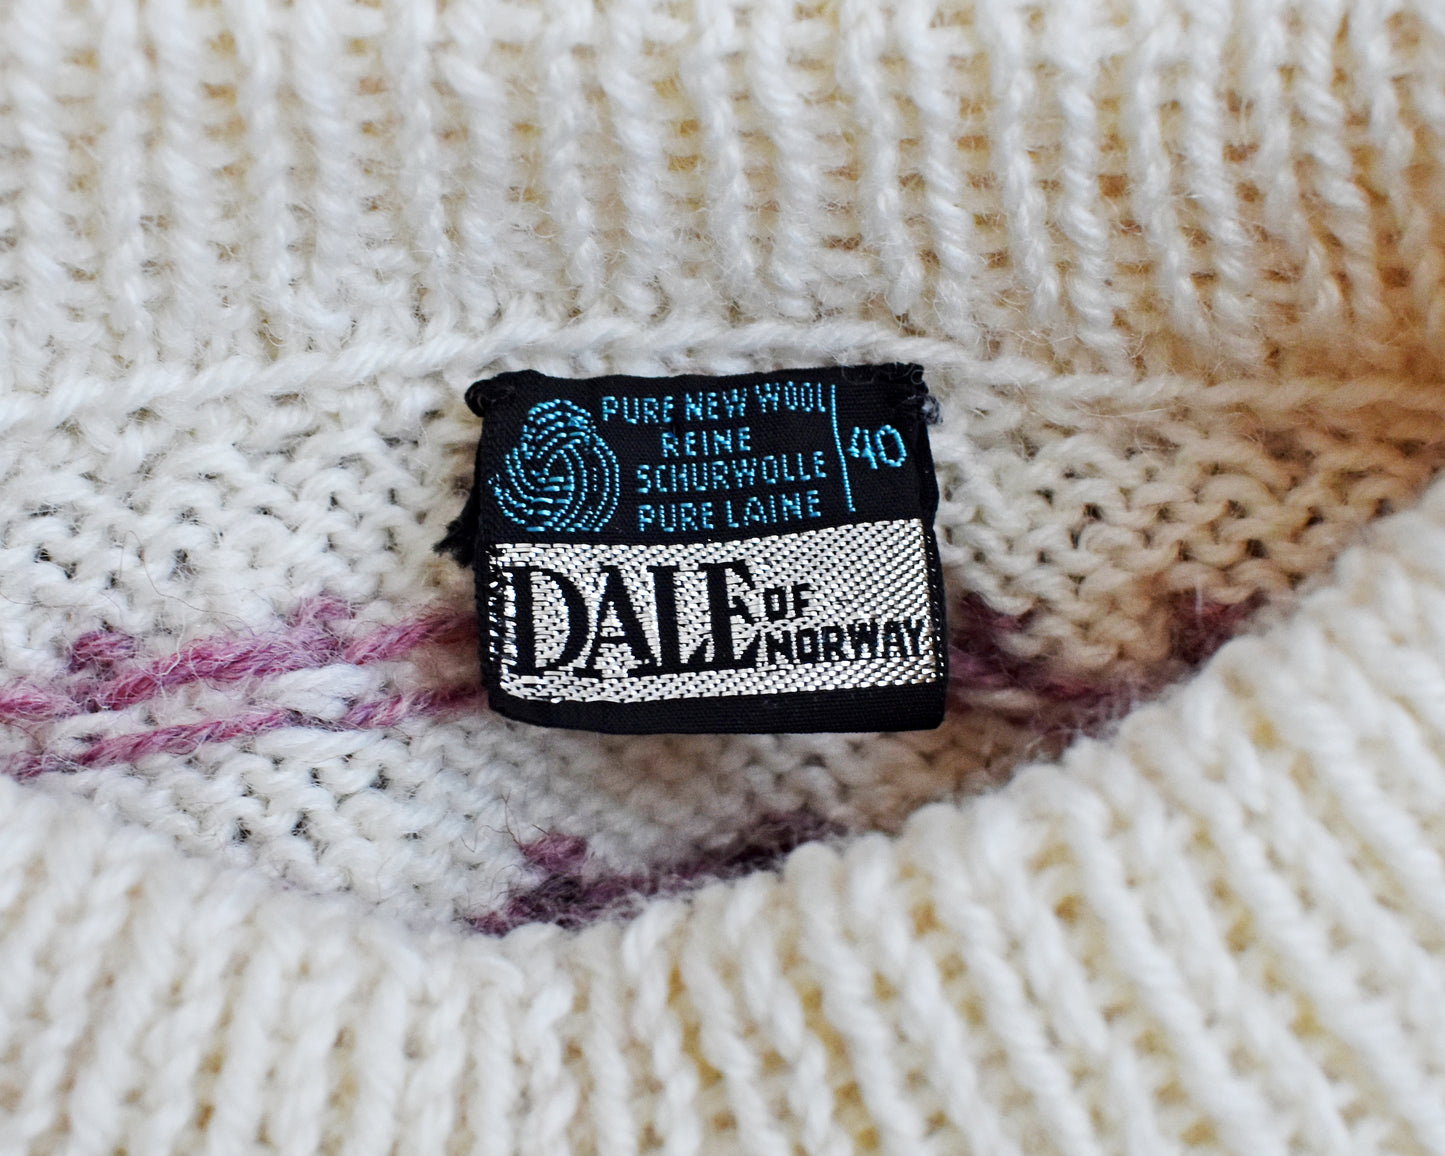 PURE NEW WOOL
REINE
SCHURWOLLE
PURE LAINE
40
DALE OF
NORWAY